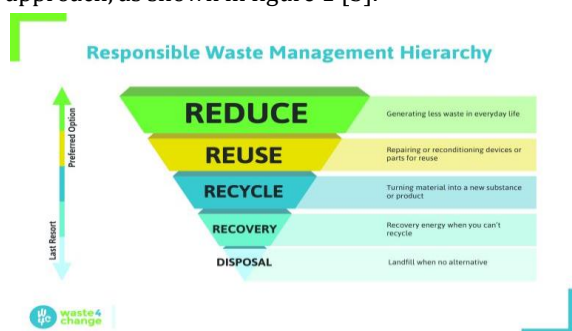 approach, as shown in figure 1 [3].
Responsible Waste Management Hierarchy
Preferred Option
Last Resort
REDUCE
Generating less waste in everyday life
REUSE
Repairing or reconditioning devices or
parts for reuse
RECYCLE
Turning material into a new substance
or product
RECOVERY
Recovery energy when you can't
recycle
DISPOSAL
Landfill when no alternative
waste4
change